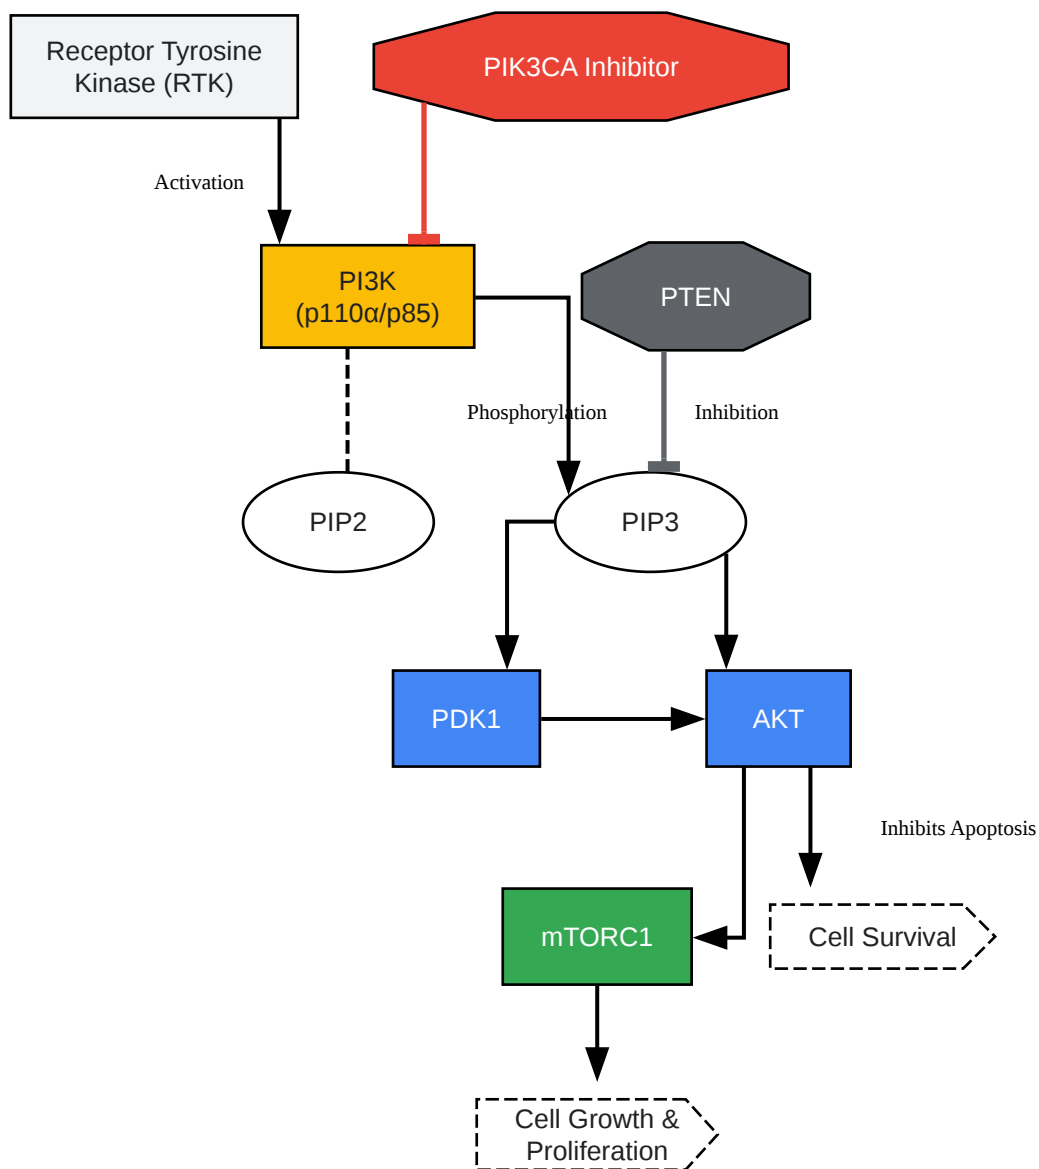 Receptor Tyrosine
Kinase (RTK)
PIK3CA Inhibitor
Activation
PI3K
(p110α/p85)
PTEN
Phosphorylation
Inhibition
PIP2
PIP3
PDK1
AKT
Inhibits Apoptosis
mTORC1
Cell Survival
Cell Growth &
Proliferation